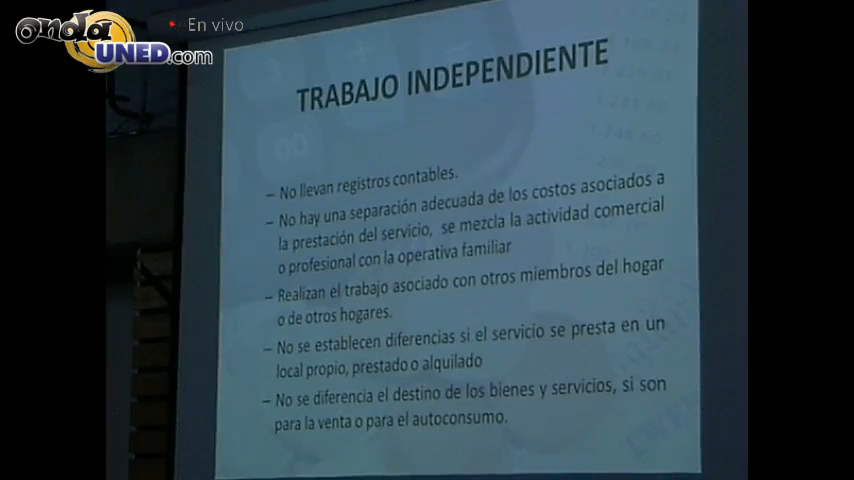 onda
UNED.com
En vivo
TRABAJO INDEPENDIENTE
– No llevan registros contables.
– No hay una separación adecuada de los costos asociados a
la prestación del servicio, se mezcla la actividad comercial
o profesional con la operativa familiar
– Realizan el trabajo asociado con otros miembros del hogar
o de otros hogares.
– No se establecen diferencias si el servicio se presta en un
local propio, prestado o alquilado
– No se diferencia el destino de los bienes y servicios, si son
para la venta o para el autoconsumo.